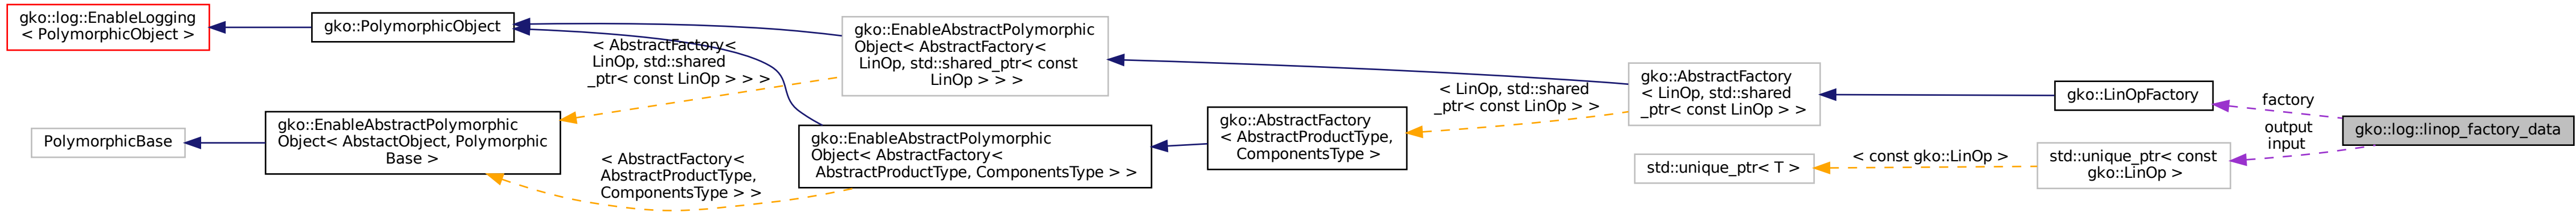 gko::log::EnableLogging
< PolymorphicObject >
gko::PolymorphicObject
< AbstractFactory<
LinOp, std::shared
_ptr< const LinOp > > >
gko::EnableAbstractPolymorphic
Object< AbstractFactory<
LinOp, std::shared_ptr< const
LinOp > > >
PolymorphicBase
gko::EnableAbstractPolymorphic
Object< AbstactObject, Polymorphic
Base >
< AbstractFactory<
AbstractProductType,
ComponentsType > >
gko::EnableAbstractPolymorphic
Object< AbstractFactory<
AbstractProductType, ComponentsType > >
gko::AbstractFactory
< AbstractProductType,
ComponentsType >
< LinOp, std::shared
_ptr< const LinOp > >
gko::AbstractFactory
< LinOp, std::shared
_ptr< const LinOp > >
gko::LinOpFactory
factory
output
input
gko::log::linop_factory_data
std::unique_ptr< T >
< const gko::LinOp >
std::unique_ptr< const
gko::LinOp >